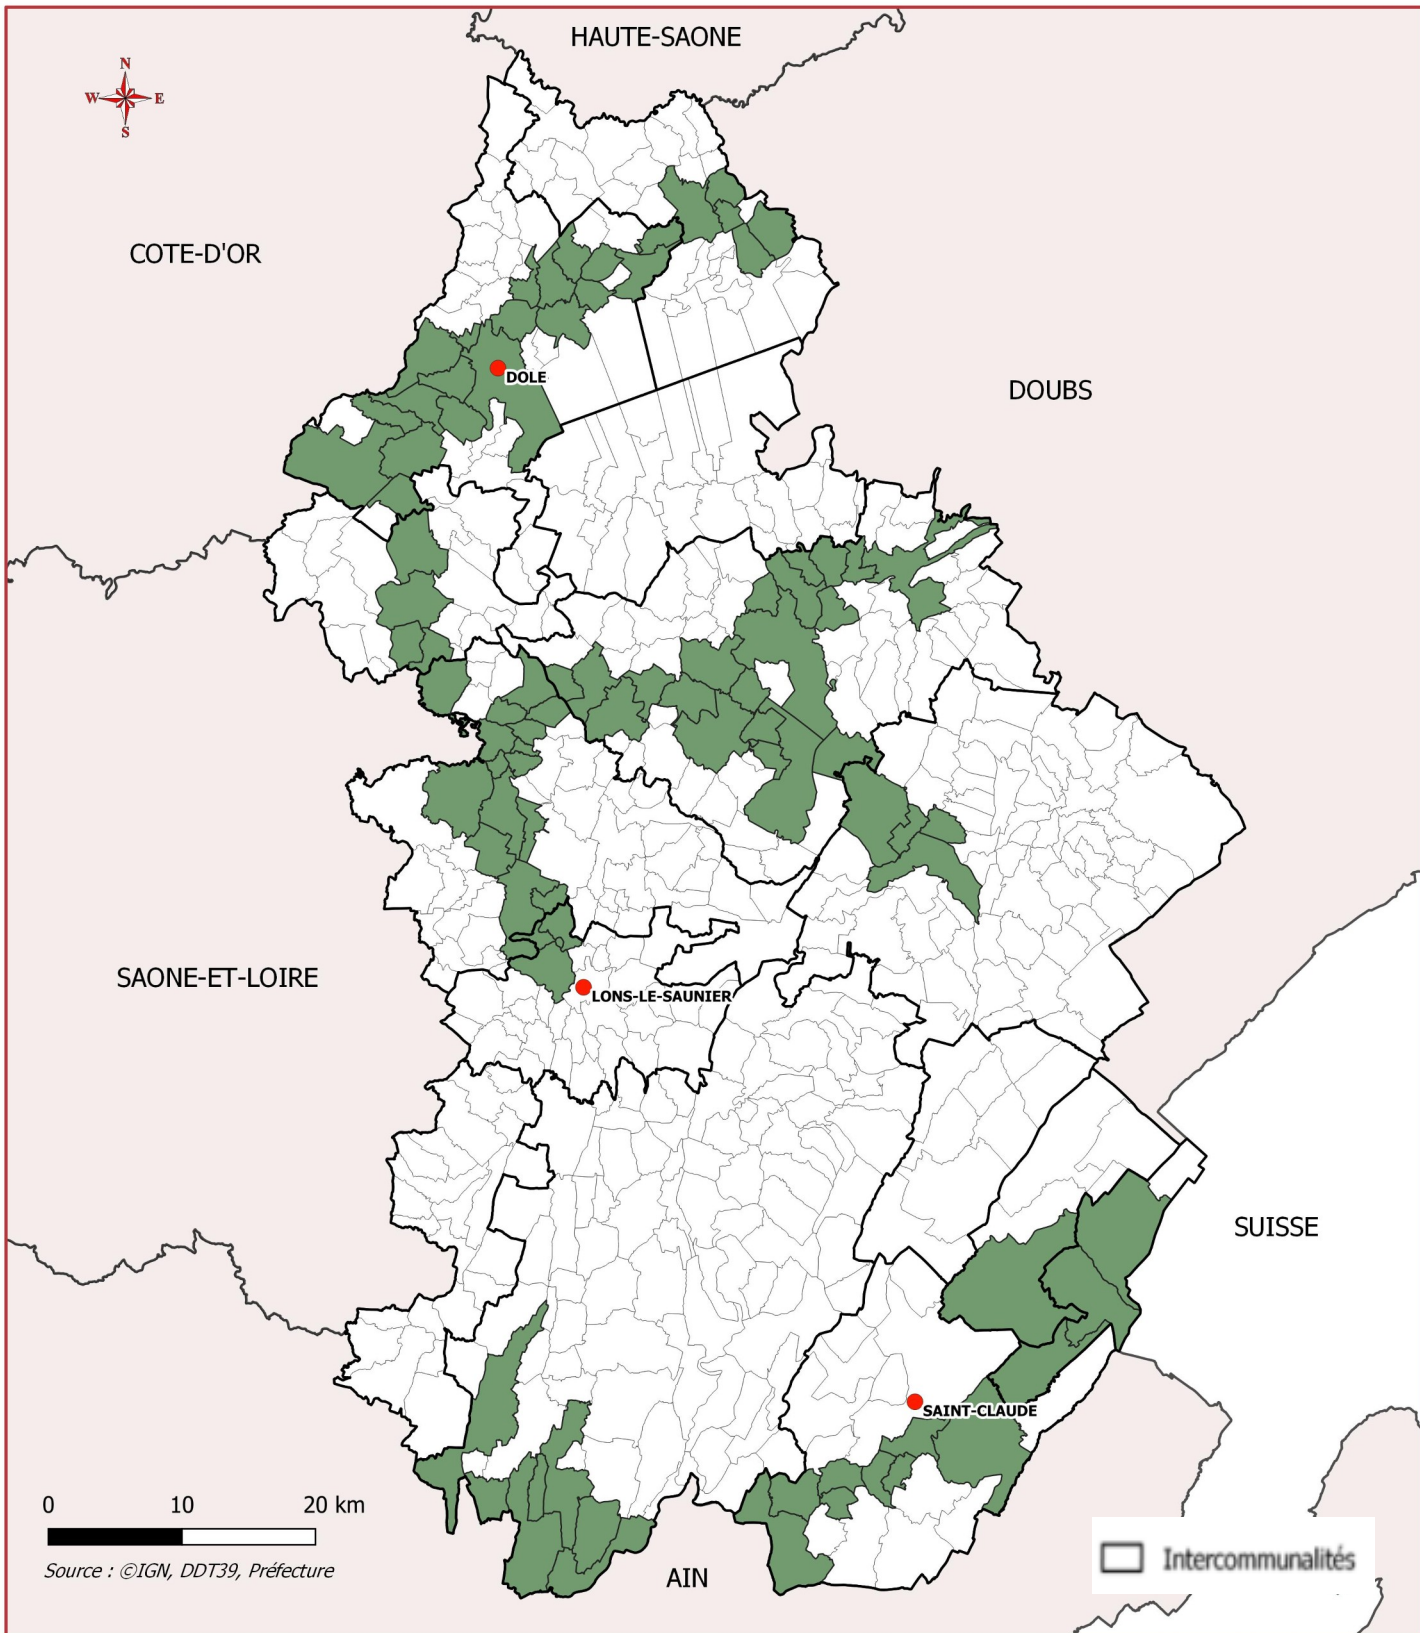 HAUTE-SAONE
N
W E
S
COTE-D'OR
DOLE
DOUBS
SAONE-ET-LOIRE
LONS-LE-SAUNIER
SUISSE
SAINT-CLAUDE
0 10 20 km
Source : ©IGN, DDT39, Préfecture
AIN
Intercommunalités